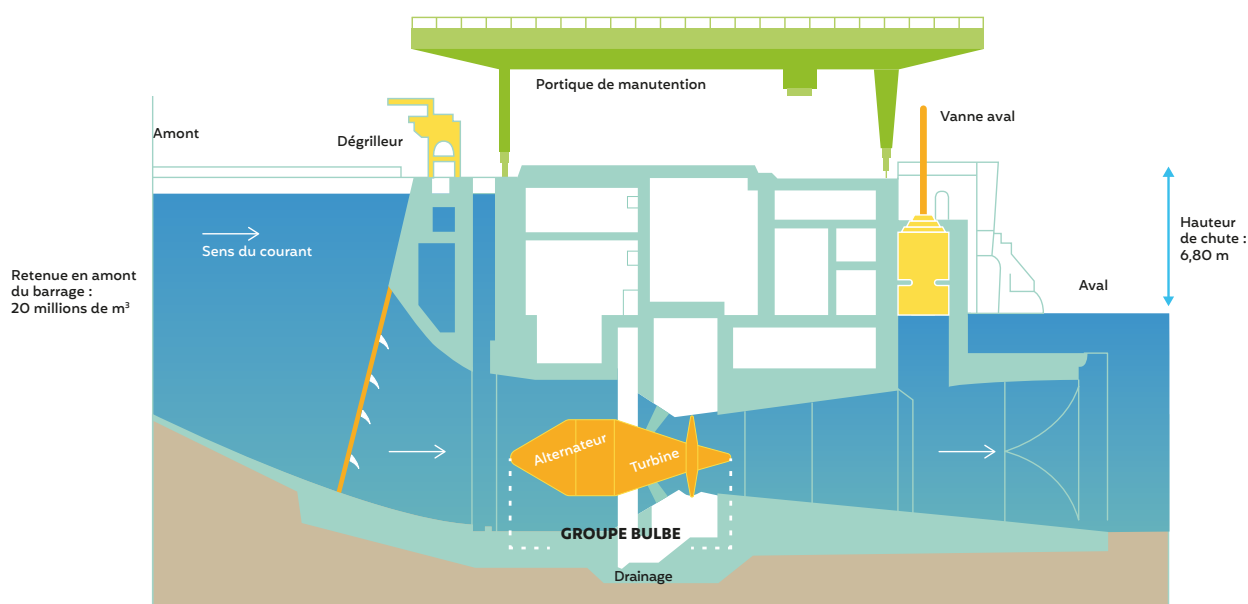 Portique de manutention
Vanne aval
Amont
Dégrilleur
Sens du courant
Hauteur
de chute :
6,80 m
Retenue en amont
du barrage :
20 millions de m³
Aval
Alternateur
Turbine
GROUPE BULBE
Drainage